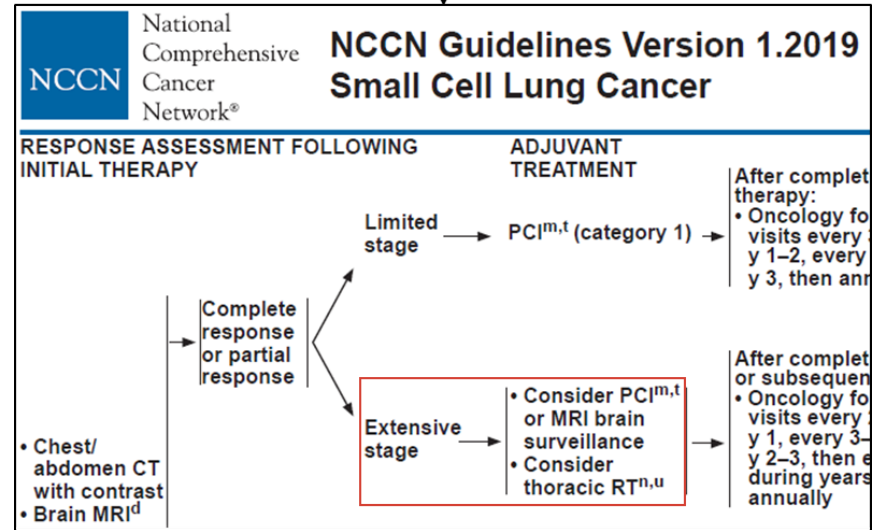 National
Comprehensive
NCCN Cancer
Network®
NCCN Guidelines Version 1.2019
Small Cell Lung Cancer
RESPONSE ASSESSMENT FOLLOWING
INITIAL THERAPY
ADJUVANT
TREATMENT
• Chest/
abdomen CT
with contrast
• Brain MRId
Complete
response
or partial
response
Limited
stage
PCIm,t (category 1)
After complet
therapy:
• Oncology fo
visits every
y 1–2, every
y 3, then ann
Extensive
stage
• Consider PCIm,t
or MRI brain
surveillance
• Consider
thoracic RTn,u
After complet
or subsequen
• Oncology fo
visits every
y 1, every 3–
y 2–3, then e
during years
annually